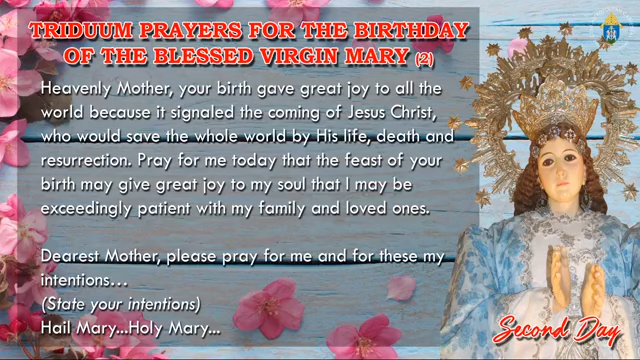 TRIDUUM PRAYERS FOR THE BIRTHDAY
OF THE BLESSED VIRGIN MARY (2)
Heavenly Mother, your birth gave great joy to all the
world because it signaled the coming of Jesus Christ,
who would save the whole world by His life, death and
resurrection. Pray for me today that the feast of your
birth may give great joy to my soul that I may be
exceedingly patient with my family and loved ones.
Dearest Mother, please pray for me and for these my
intentions...
(State your intentions)
Hail Mary...Holy Mary...
Second Day